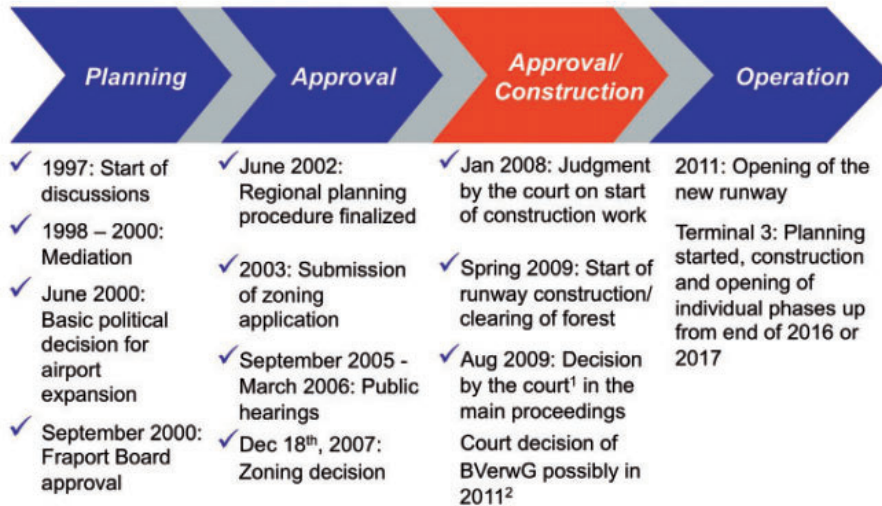 Planning
Approval
Approval/
Construction
Operation
1997: Start of
discussions
1998 – 2000:
Mediation
June 2000:
Basic political
decision for
airport
expansion
September 2000:
Fraport Board
approval
June 2002:
Regional planning
procedure finalized
2003: Submission
of zoning
application
September 2005 -
March 2006: Public
hearings
Dec 18th, 2007:
Zoning decision
Jan 2008: Judgment
by the court on start
of construction work
Spring 2009: Start of
runway construction/
clearing of forest
Aug 2009: Decision
by the court¹ in the
main proceedings
Court decision of
BVerwG possibly in
2011²
2011: Opening of the
new runway
Terminal 3: Planning
started, construction
and opening of
individual phases up
from end of 2016 or
2017